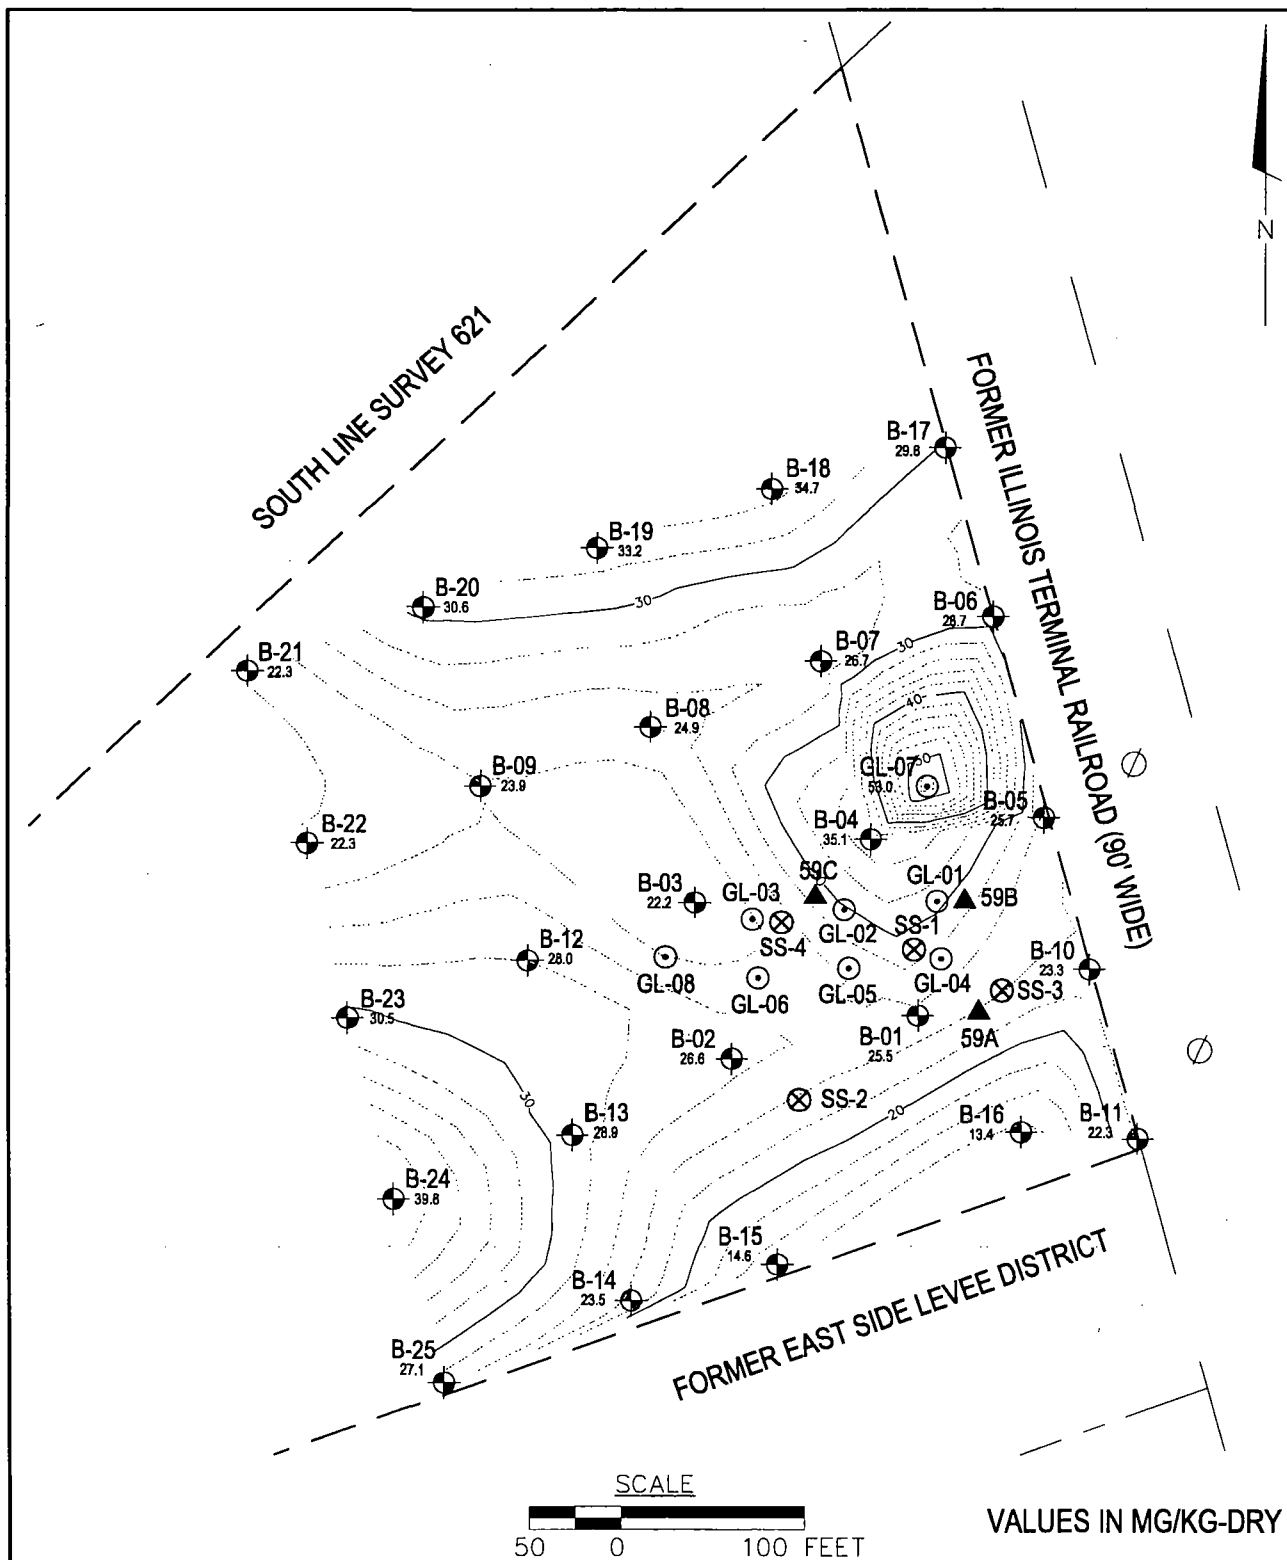 N
SOUTH LINE SURVEY 621
FORMER ILLINOIS TERMINAL RAILROAD (90' WIDE)
B-17
29.8
B-18
34.7
B-19
33.2
B-20
30.6
30
B-06
28.7
B-07
26.7
30
B-21
22.3
B-08
24.9
40
50
GL-07
53.0
B-09
23.9
B-05
25.7
B-04
35.1
B-22
22.3
59C
GL-01
59B
B-03
22.2
GL-03
GL-02
SS-1
SS-4
B-12
28.0
GL-08
GL-06
GL-05
GL-04
B-10
23.3
SS-3
B-23
30.5
B-01
25.5
59A
B-02
26.6
SS-2
30
20
B-13
28.9
B-16
13.4
B-11
22.3
B-24
39.8
B-15
14.6
B-14
23.5
B-25
27.1
FORMER EAST SIDE LEVEE DISTRICT
SCALE
50 0 100 FEET
VALUES IN MG/KG-DRY